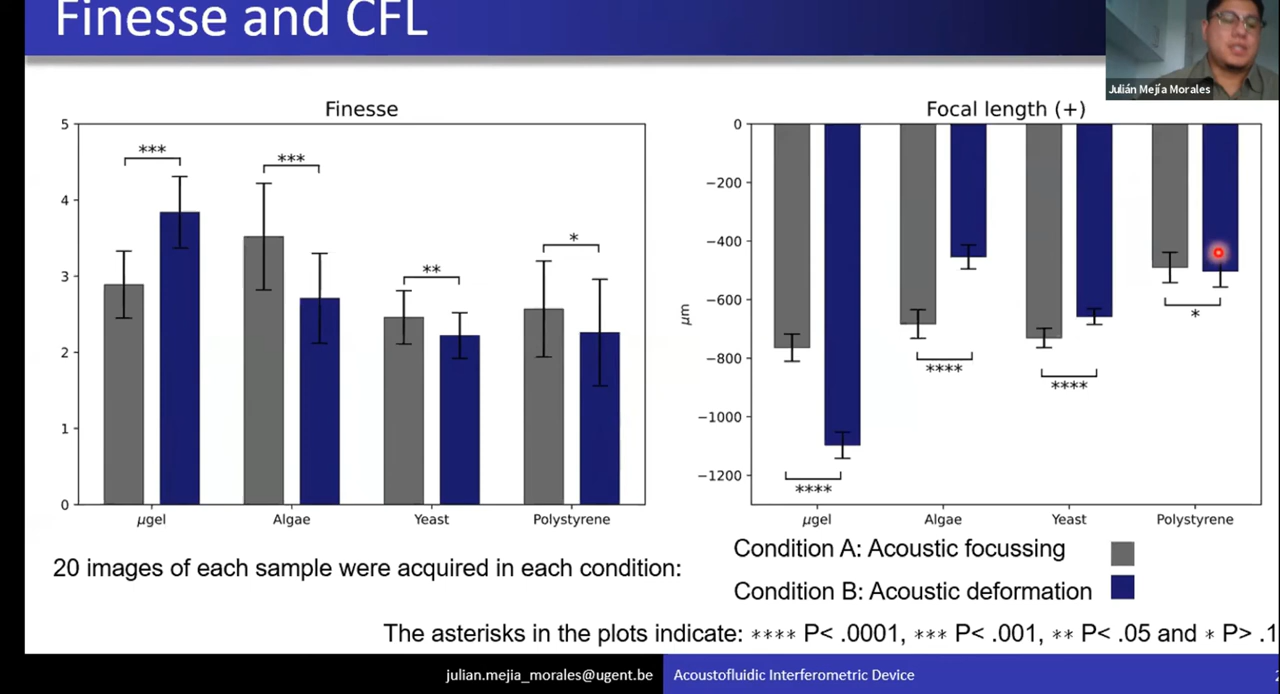 Finesse and CFL
Julián Mejía Morales
Finesse
5
4
3
2
1
0
***
***
**
*
µgel
Algae
Yeast
Polystyrene
Focal length (+)
µm
0
−200
−400
−600
−800
−1000
−1200
****
****
****
*
µgel
Algae
Yeast
Polystyrene
20 images of each sample were acquired in each condition:
Condition A: Acoustic focussing
Condition B: Acoustic deformation
The asterisks in the plots indicate: **** P< .0001, *** P< .001, ** P< .05 and * P> .1
julian.mejia_morales@ugent.be
Acoustofluidic Interferometric Device